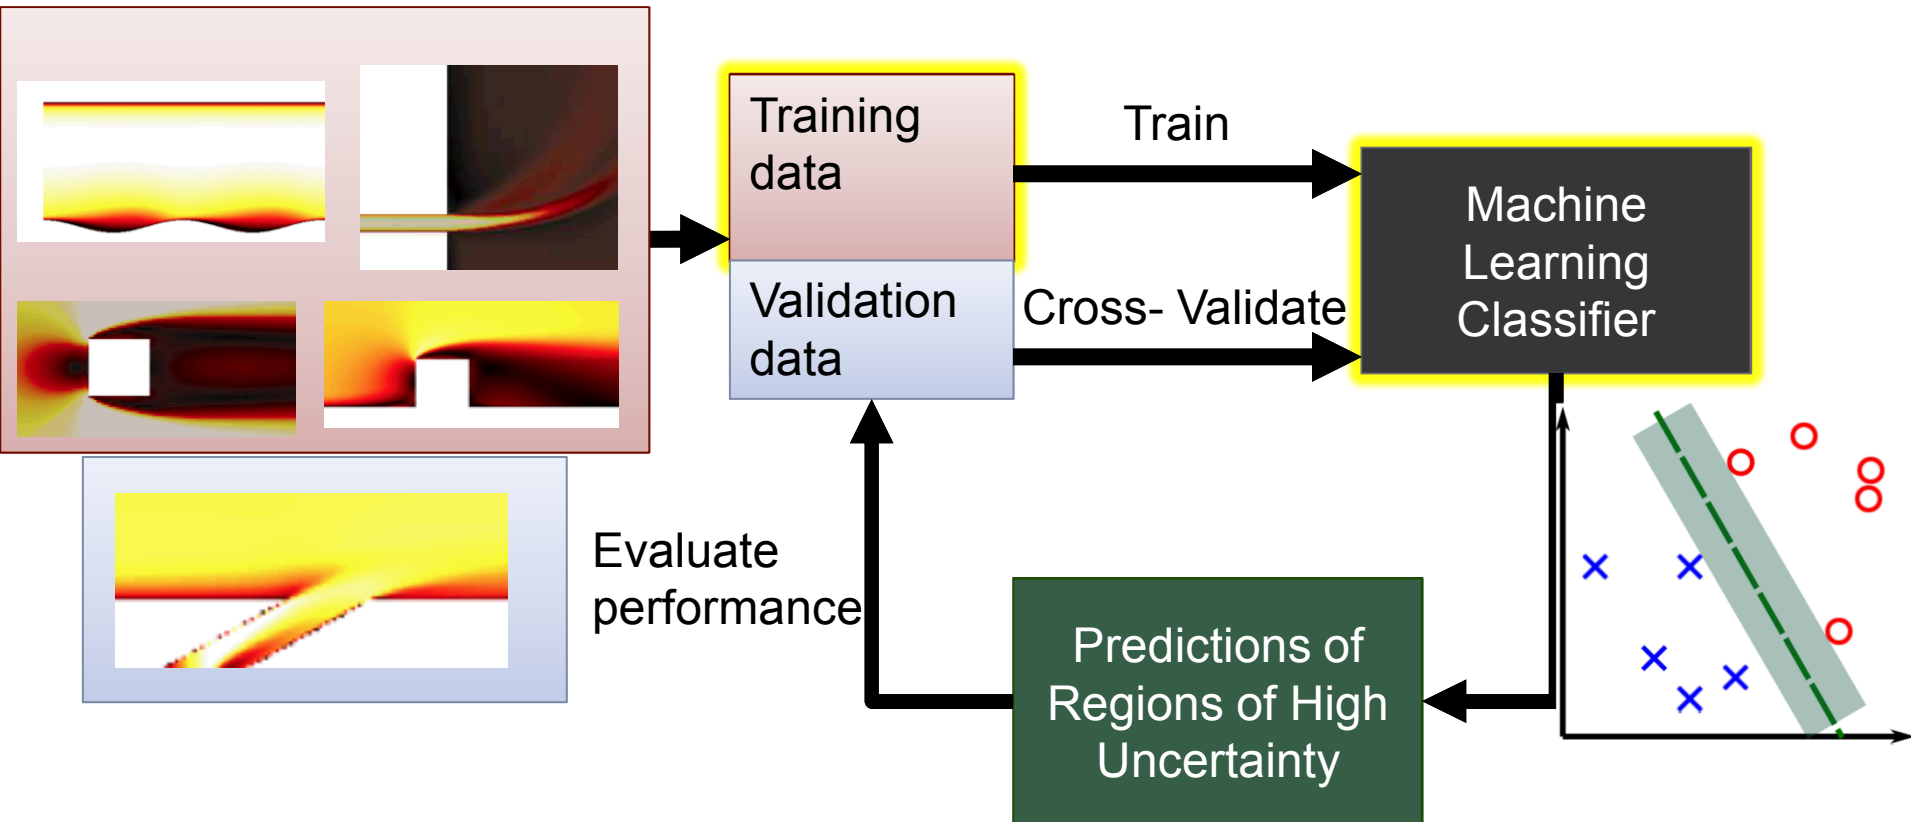 Training
data
Train
Machine
Learning
Classifier
Validation
data
Cross- Validate
Evaluate
performance
Predictions of
Regions of High
Uncertainty